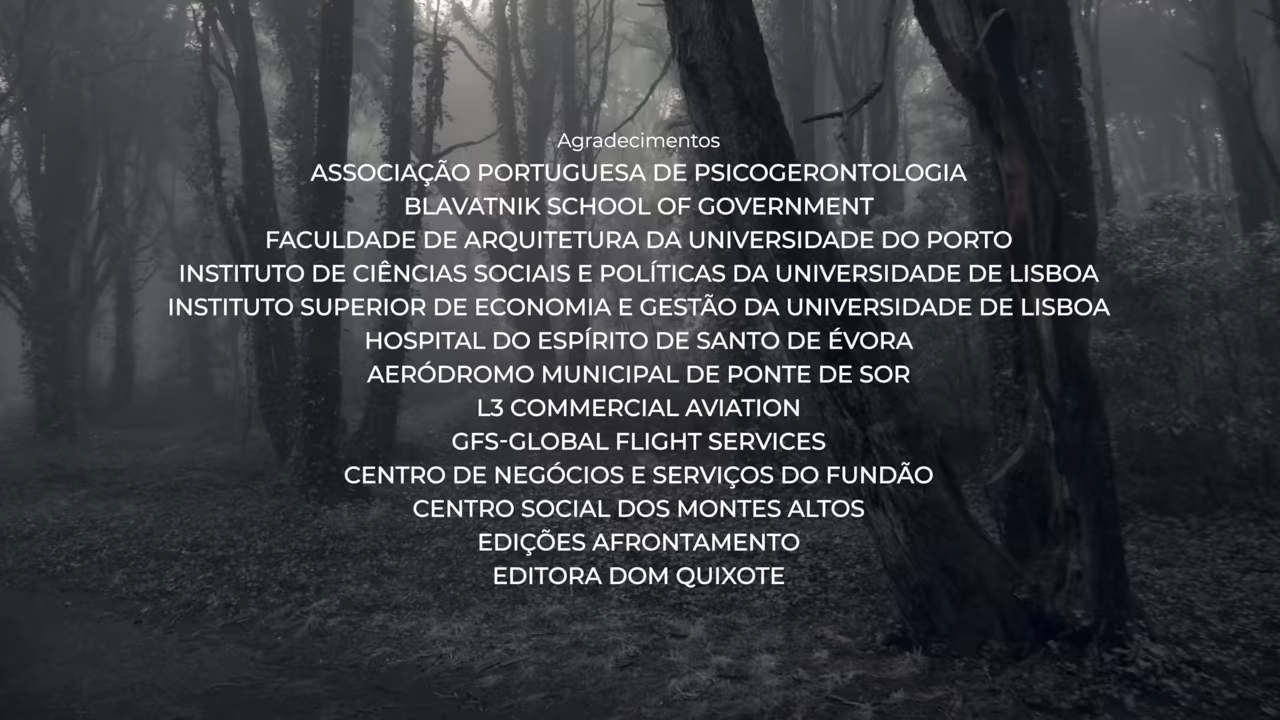 Agradecimentos
ASSOCIAÇÃO PORTUGUESA DE PSICOGERONTOLOGIA
BLAVATNIK SCHOOL OF GOVERNMENT
FACULDADE DE ARQUITETURA DA UNIVERSIDADE DO PORTO
INSTITUTO DE CIÊNCIAS SOCIAIS E POLÍTICAS DA UNIVERSIDADE DE LISBOA
INSTITUTO SUPERIOR DE ECONOMIA E GESTÃO DA UNIVERSIDADE DE LISBOA
HOSPITAL DO ESPÍRITO DE SANTO DE ÉVORA
AERÓDROMO MUNICIPAL DE PONTE DE SOR
L3 COMMERCIAL AVIATION
GFS-GLOBAL FLIGHT SERVICES
CENTRO DE NEGÓCIOS E SERVIÇOS DO FUNDÃO
CENTRO SOCIAL DOS MONTES ALTOS
EDIÇÕES AFRONTAMENTO
EDITORA DOM QUIXOTE